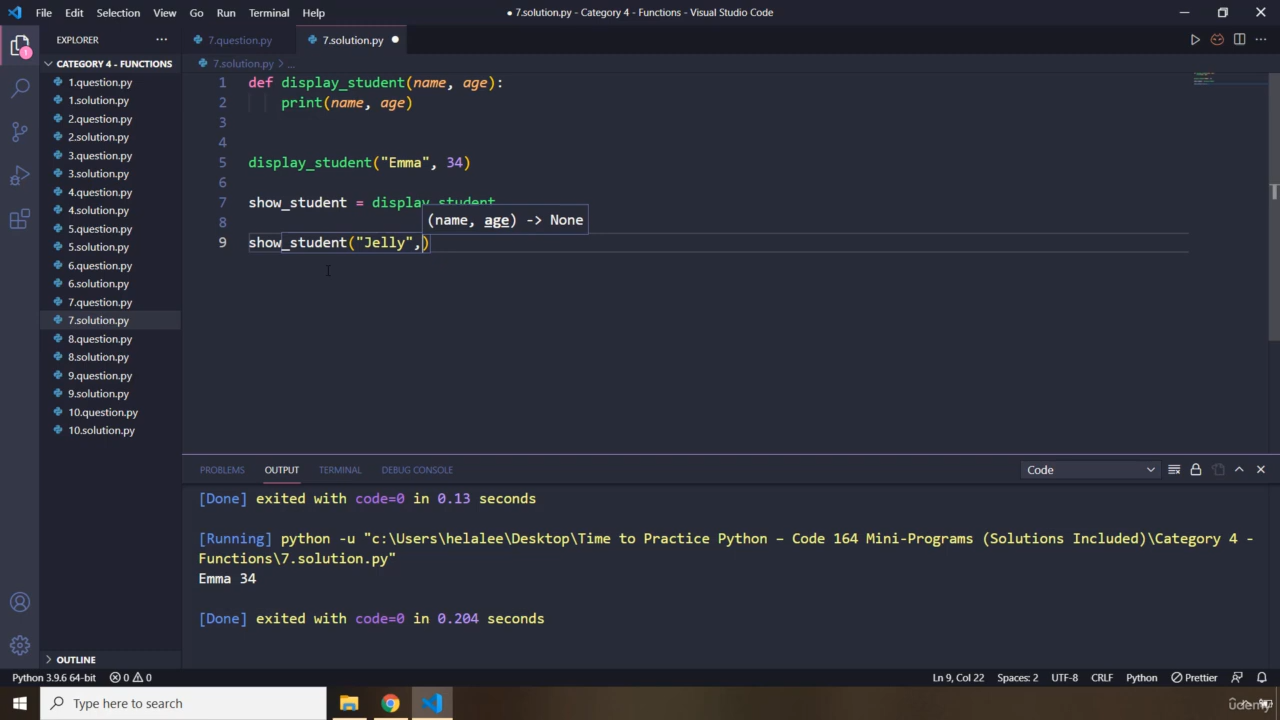 File Edit Selection View Go Run Terminal Help
● 7.solution.py - Category 4 - Functions - Visual Studio Code
EXPLORER
CATEGORY 4 - FUNCTIONS
1.question.py
1.solution.py
2.question.py
2.solution.py
3.question.py
3.solution.py
4.question.py
4.solution.py
5.question.py
5.solution.py
6.question.py
6.solution.py
7.question.py
7.solution.py
8.question.py
8.solution.py
9.question.py
9.solution.py
10.question.py
10.solution.py
OUTLINE
7.question.py
7.solution.py ●
7.solution.py > ...
1 def display_student(name, age):
2 print(name, age)
3
4
5 display_student("Emma", 34)
6
7 show_student = display_student
8
(name, age) -> None
9 show_student("Jelly",)
PROBLEMS OUTPUT TERMINAL DEBUG CONSOLE
Code
[Done] exited with code=0 in 0.13 seconds
[Running] python -u "c:\Users\helalee\Desktop\Time to Practice Python – Code 164 Mini-Programs (Solutions Included)\Category 4 -
Functions\7.solution.py"
Emma 34
[Done] exited with code=0 in 0.204 seconds
Python 3.9.6 64-bit 0 0
Ln 9, Col 22 Spaces: 2 UTF-8 CRLF Python Prettier
Type here to search
udemy